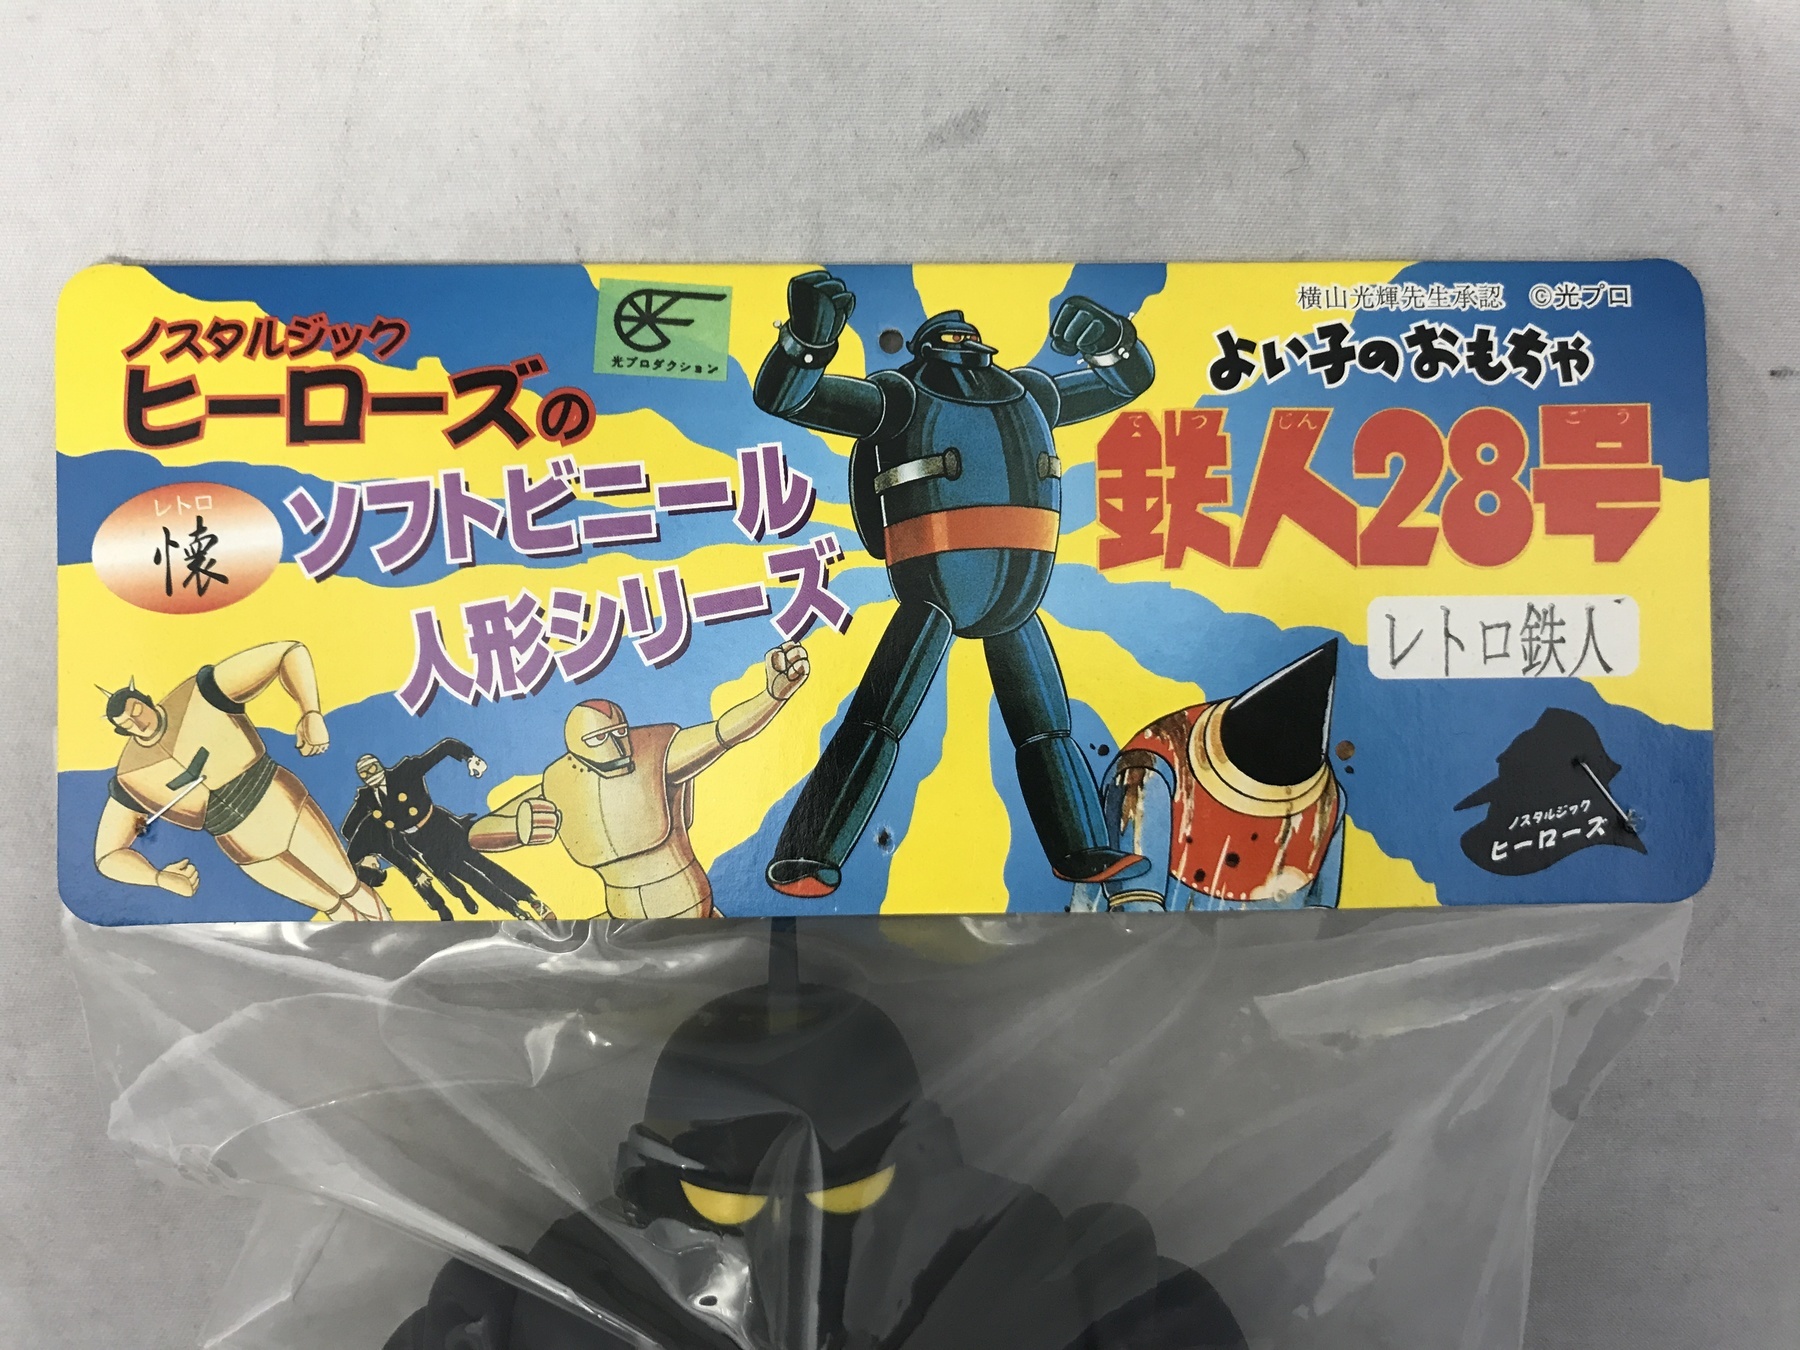 ノスタルジック
ヒーローズの
ソフトビニール
人形シリーズ
レトロ
懐
光プロダクション
横山光輝先生承認 ©光プロ
よい子のおもちゃ
てつ じん ごう
鉄人28号
レトロ鉄人
ノスタルジック
ヒーローズ